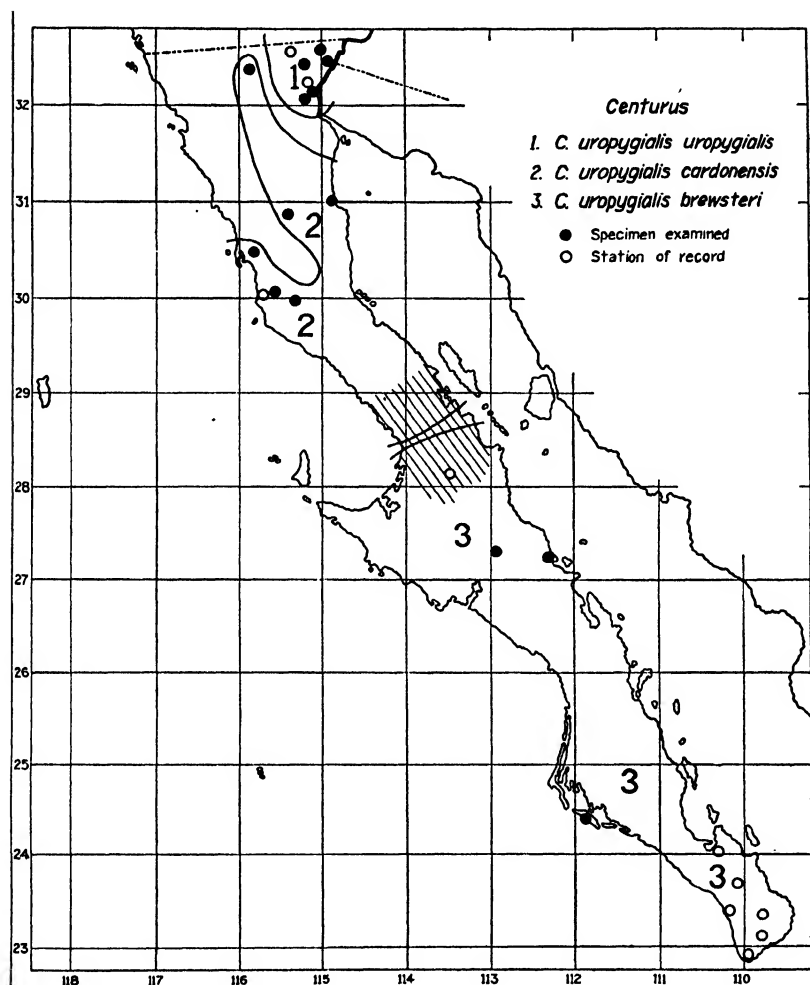 Centurus
1. C. uropygialis uropygialis
2. C. uropygialis cardonensis
3. C. uropygialis brewsteri
● Specimen examined
○ Station of record
1
2
2
3
3
3
32
31
30
29
28
27
26
25
24
23
118 117 116 115 114 113 112 111 110